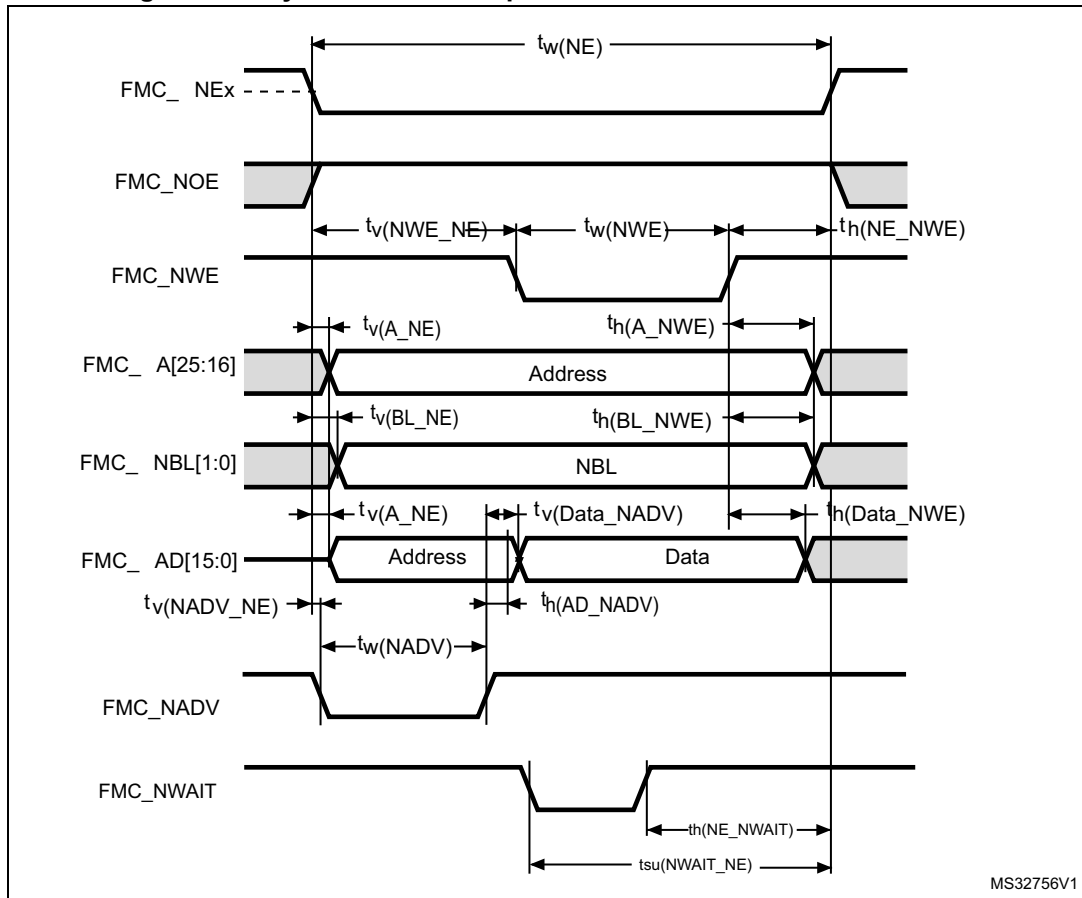 tw(NE)
FMC_ NEx
FMC_NOE
tv(NWE_NE) tw(NWE) th(NE_NWE)
FMC_NWE
tv(A_NE) th(A_NWE)
FMC_ A[25:16] Address
tv(BL_NE) th(BL_NWE)
FMC_ NBL[1:0] NBL
tv(A_NE) tv(Data_NADV) th(Data_NWE)
FMC_ AD[15:0] Address Data
tv(NADV_NE) th(AD_NADV)
tw(NADV)
FMC_NADV
FMC_NWAIT
th(NE_NWAIT)
tsu(NWAIT_NE)
MS32756V1